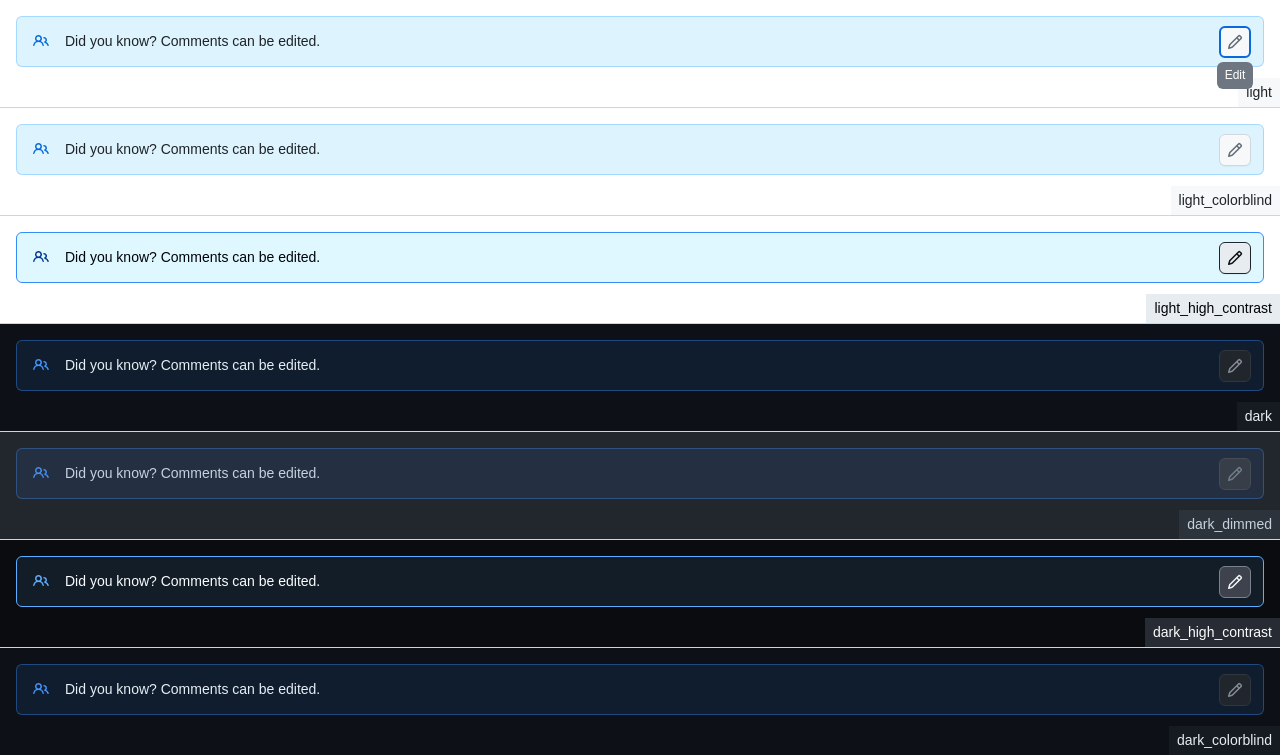 Did you know? Comments can be edited.
Edit
light
Did you know? Comments can be edited.
light_colorblind
Did you know? Comments can be edited.
light_high_contrast
Did you know? Comments can be edited.
dark
Did you know? Comments can be edited.
dark_dimmed
Did you know? Comments can be edited.
dark_high_contrast
Did you know? Comments can be edited.
dark_colorblind